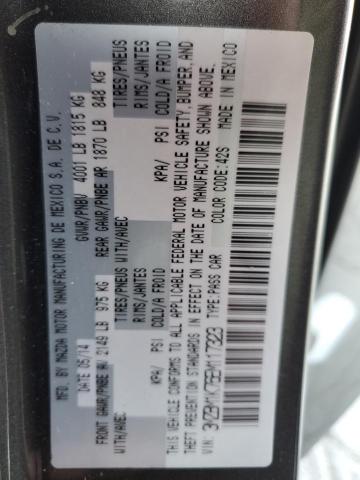 MFD BY MAZDA MOTOR MANUFACTURING DE MEXICO S.A. DE C.V.
DATE 05/14 GVWR/PNBV 4001 LB 1815 KG
FRONT GAWR/PNBE AV 2149 LB 975 KG REAR GAWR/PNBE AR 1870 LB 848 KG
WITH/AVEC TIRES/PNEUS WITH/AVEC TIRES/PNEUS
RIMS/JANTES RIMS/JANTES
KPA/ PSI COLD/A FROID KPA/ PSI COLD/A FROID
THIS VEHICLE CONFORMS TO ALL APPLICABLE FEDERAL MOTOR VEHICLE SAFETY, BUMPER, AND
THEFT PREVENTION STANDARDS IN EFFECT ON THE DATE OF MANUFACTURE SHOWN ABOVE.
VIN: TYPE:PASS CAR COLOR CODE:42S MADE IN MEXICO